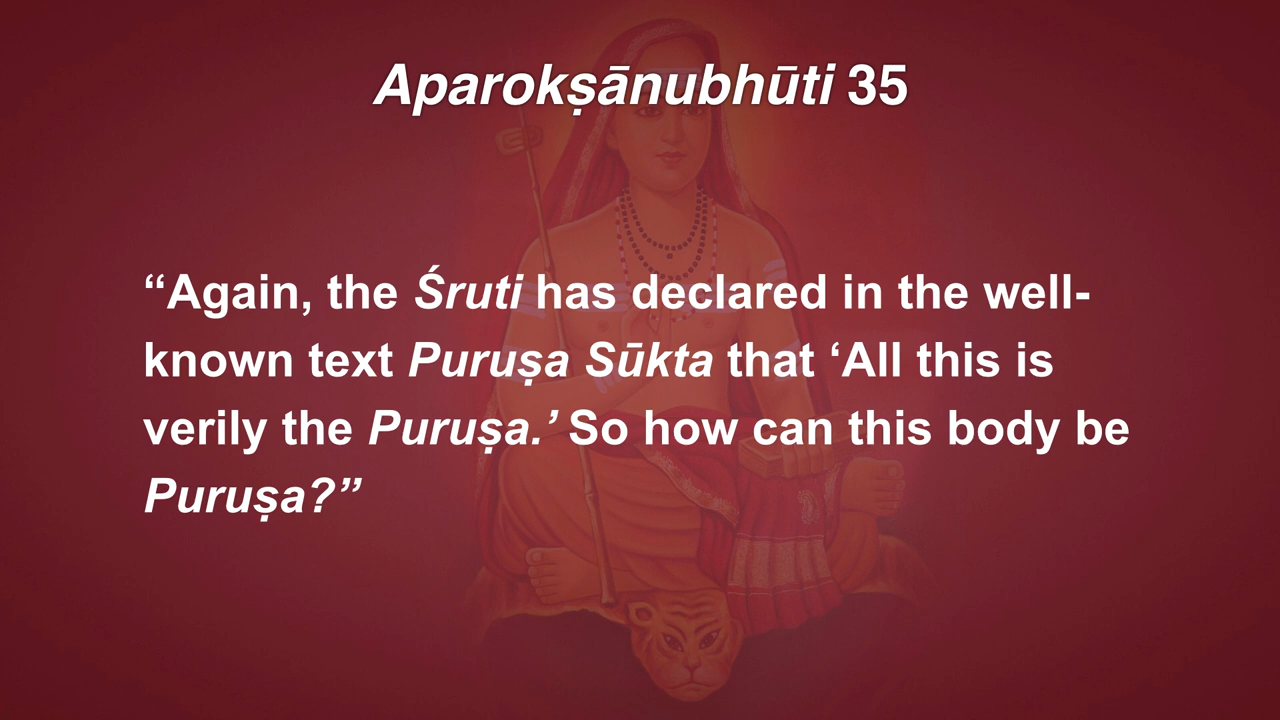 Aparokṣānubhūti 35
“Again, the Śruti has declared in the well-
known text Puruṣa Sūkta that ‘All this is
verily the Puruṣa.’ So how can this body be
Puruṣa?”